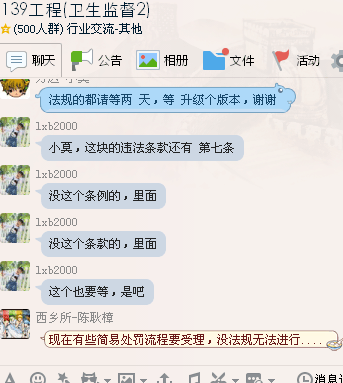 139工程(卫生监督2)
(500人群) 行业交流-其他
聊天 公告 相册 文件 活动
法规的都请等两 天，等 升级个版本，谢谢
lxb2000
小莫，这块的违法条款还有 第七条
lxb2000
没这个条例的，里面
lxb2000
没这个条款的，里面
lxb2000
这个也要等，是吧
西乡所-陈耿樟
现在有些简易处罚流程要受理，没法规无法进行....
消息